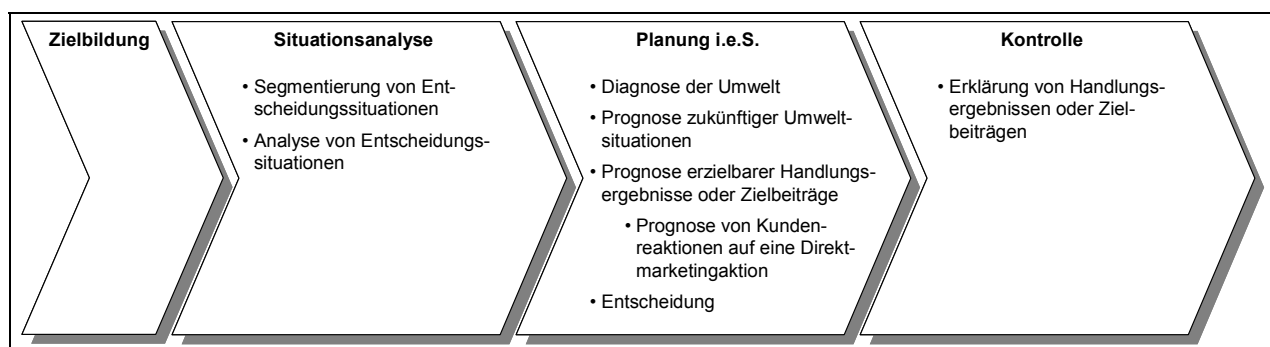 Zielbildung
Situationsanalyse
• Segmentierung von Ent-
scheidungssituationen
• Analyse von Entscheidungs-
situationen
Planung i.e.S.
• Diagnose der Umwelt
• Prognose zukünftiger Umwelt-
situationen
• Prognose erzielbarer Handlungs-
ergebnisse oder Zielbeiträge
• Prognose von Kunden-
reaktionen auf eine Direkt-
marketingaktion
• Entscheidung
Kontrolle
• Erklärung von Handlungs-
ergebnissen oder Ziel-
beiträgen